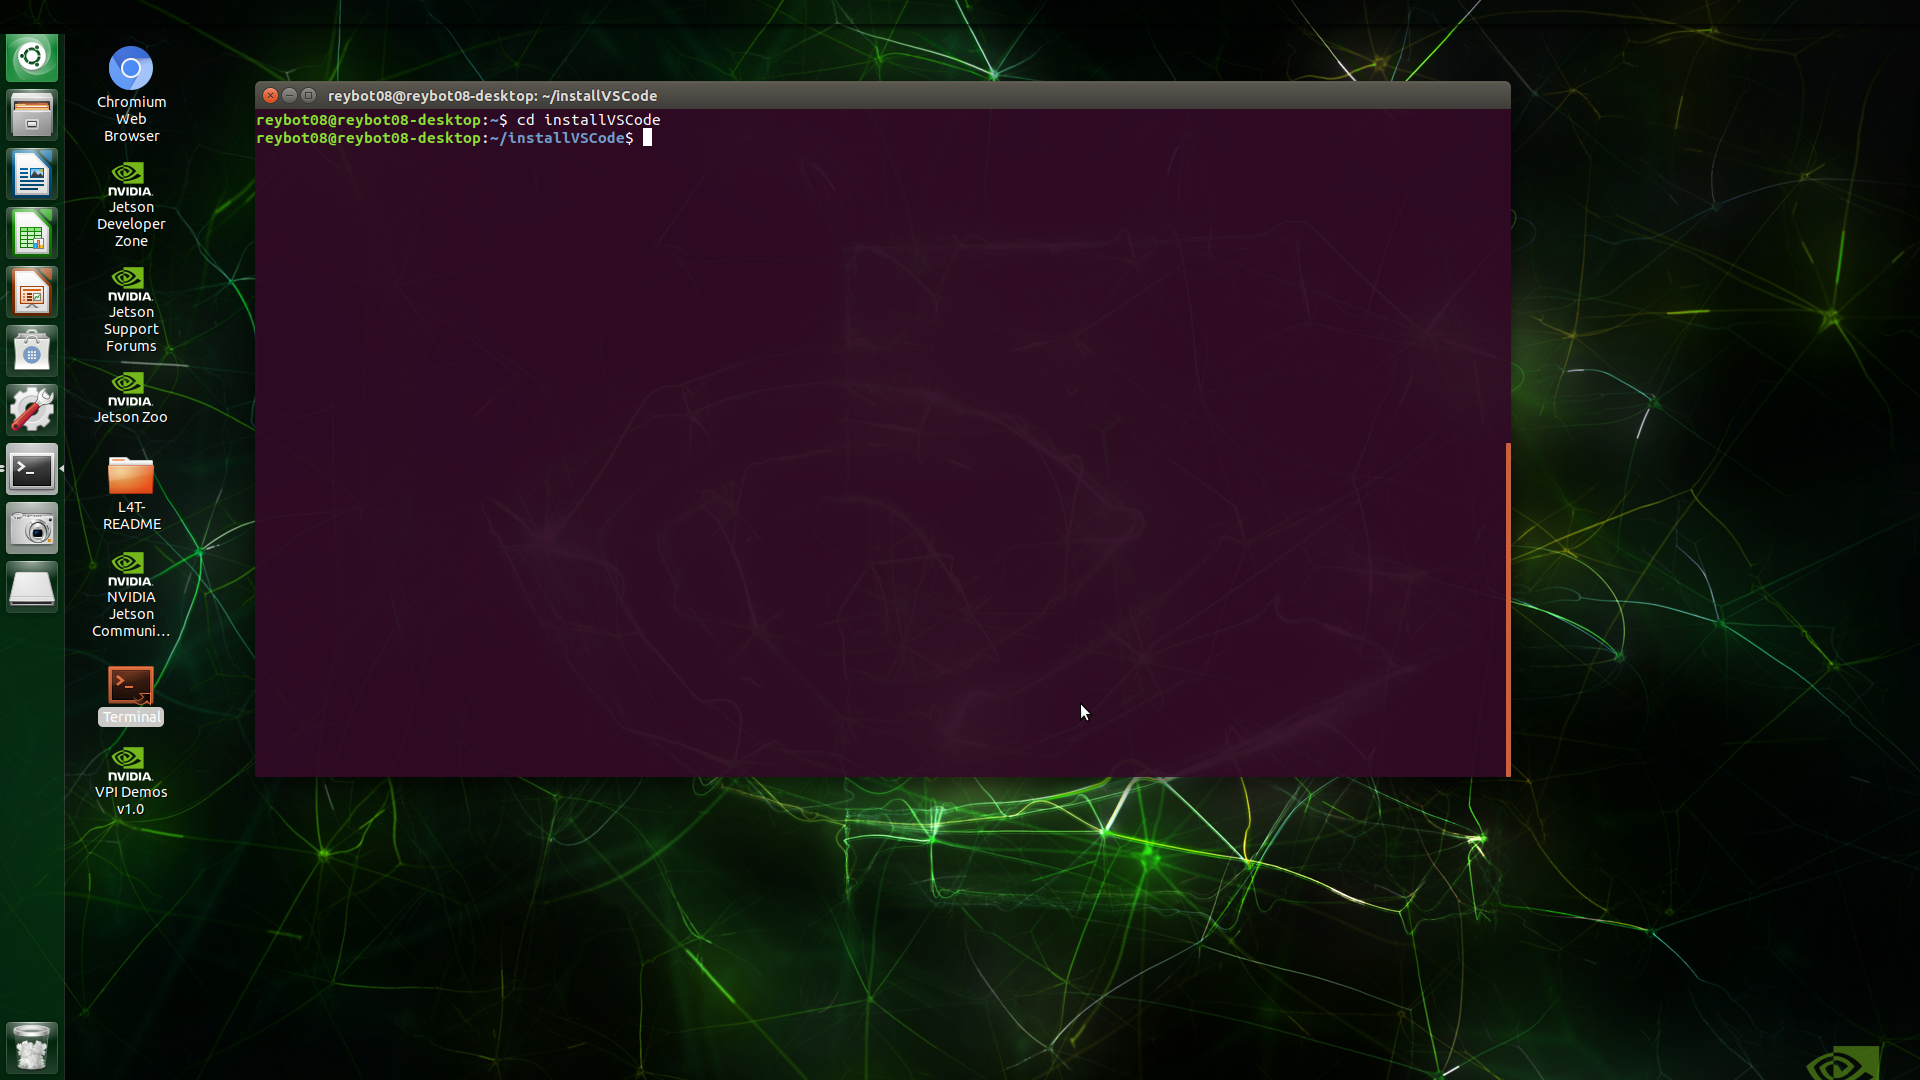 reybot08@reybot08-desktop: ~/installVSCode
reybot08@reybot08-desktop:~$ cd installVSCode
reybot08@reybot08-desktop:~/installVSCode$
Chromium
Web
Browser
NVIDIA.
Jetson
Developer
Zone
NVIDIA.
Jetson
Support
Forums
NVIDIA.
Jetson Zoo
L4T-
README
NVIDIA.
NVIDIA
Jetson
Communi...
>_
Terminal
NVIDIA.
VPI Demos
v1.0